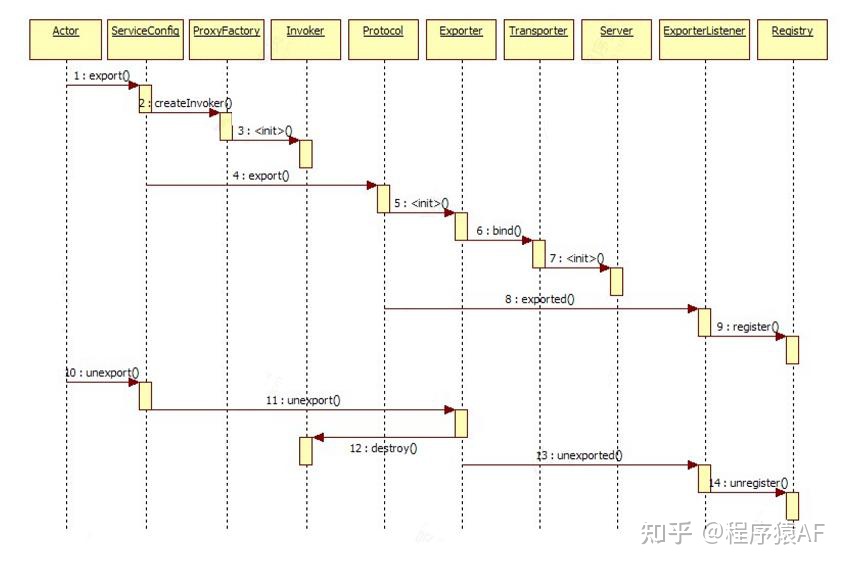 Actor ServiceConfig ProxyFactory Invoker Protocol Exporter Transporter Server ExporterListener Registry
1 : export()
2 : createInvoker()
3 : <init>()
4 : export()
5 : <init>()
6 : bind()
7 : <init>()
8 : exported()
9 : register()
10 : unexport()
11 : unexport()
12 : destroy()
13 : unexported()
14 : unregister()
知乎 @程序猿AF